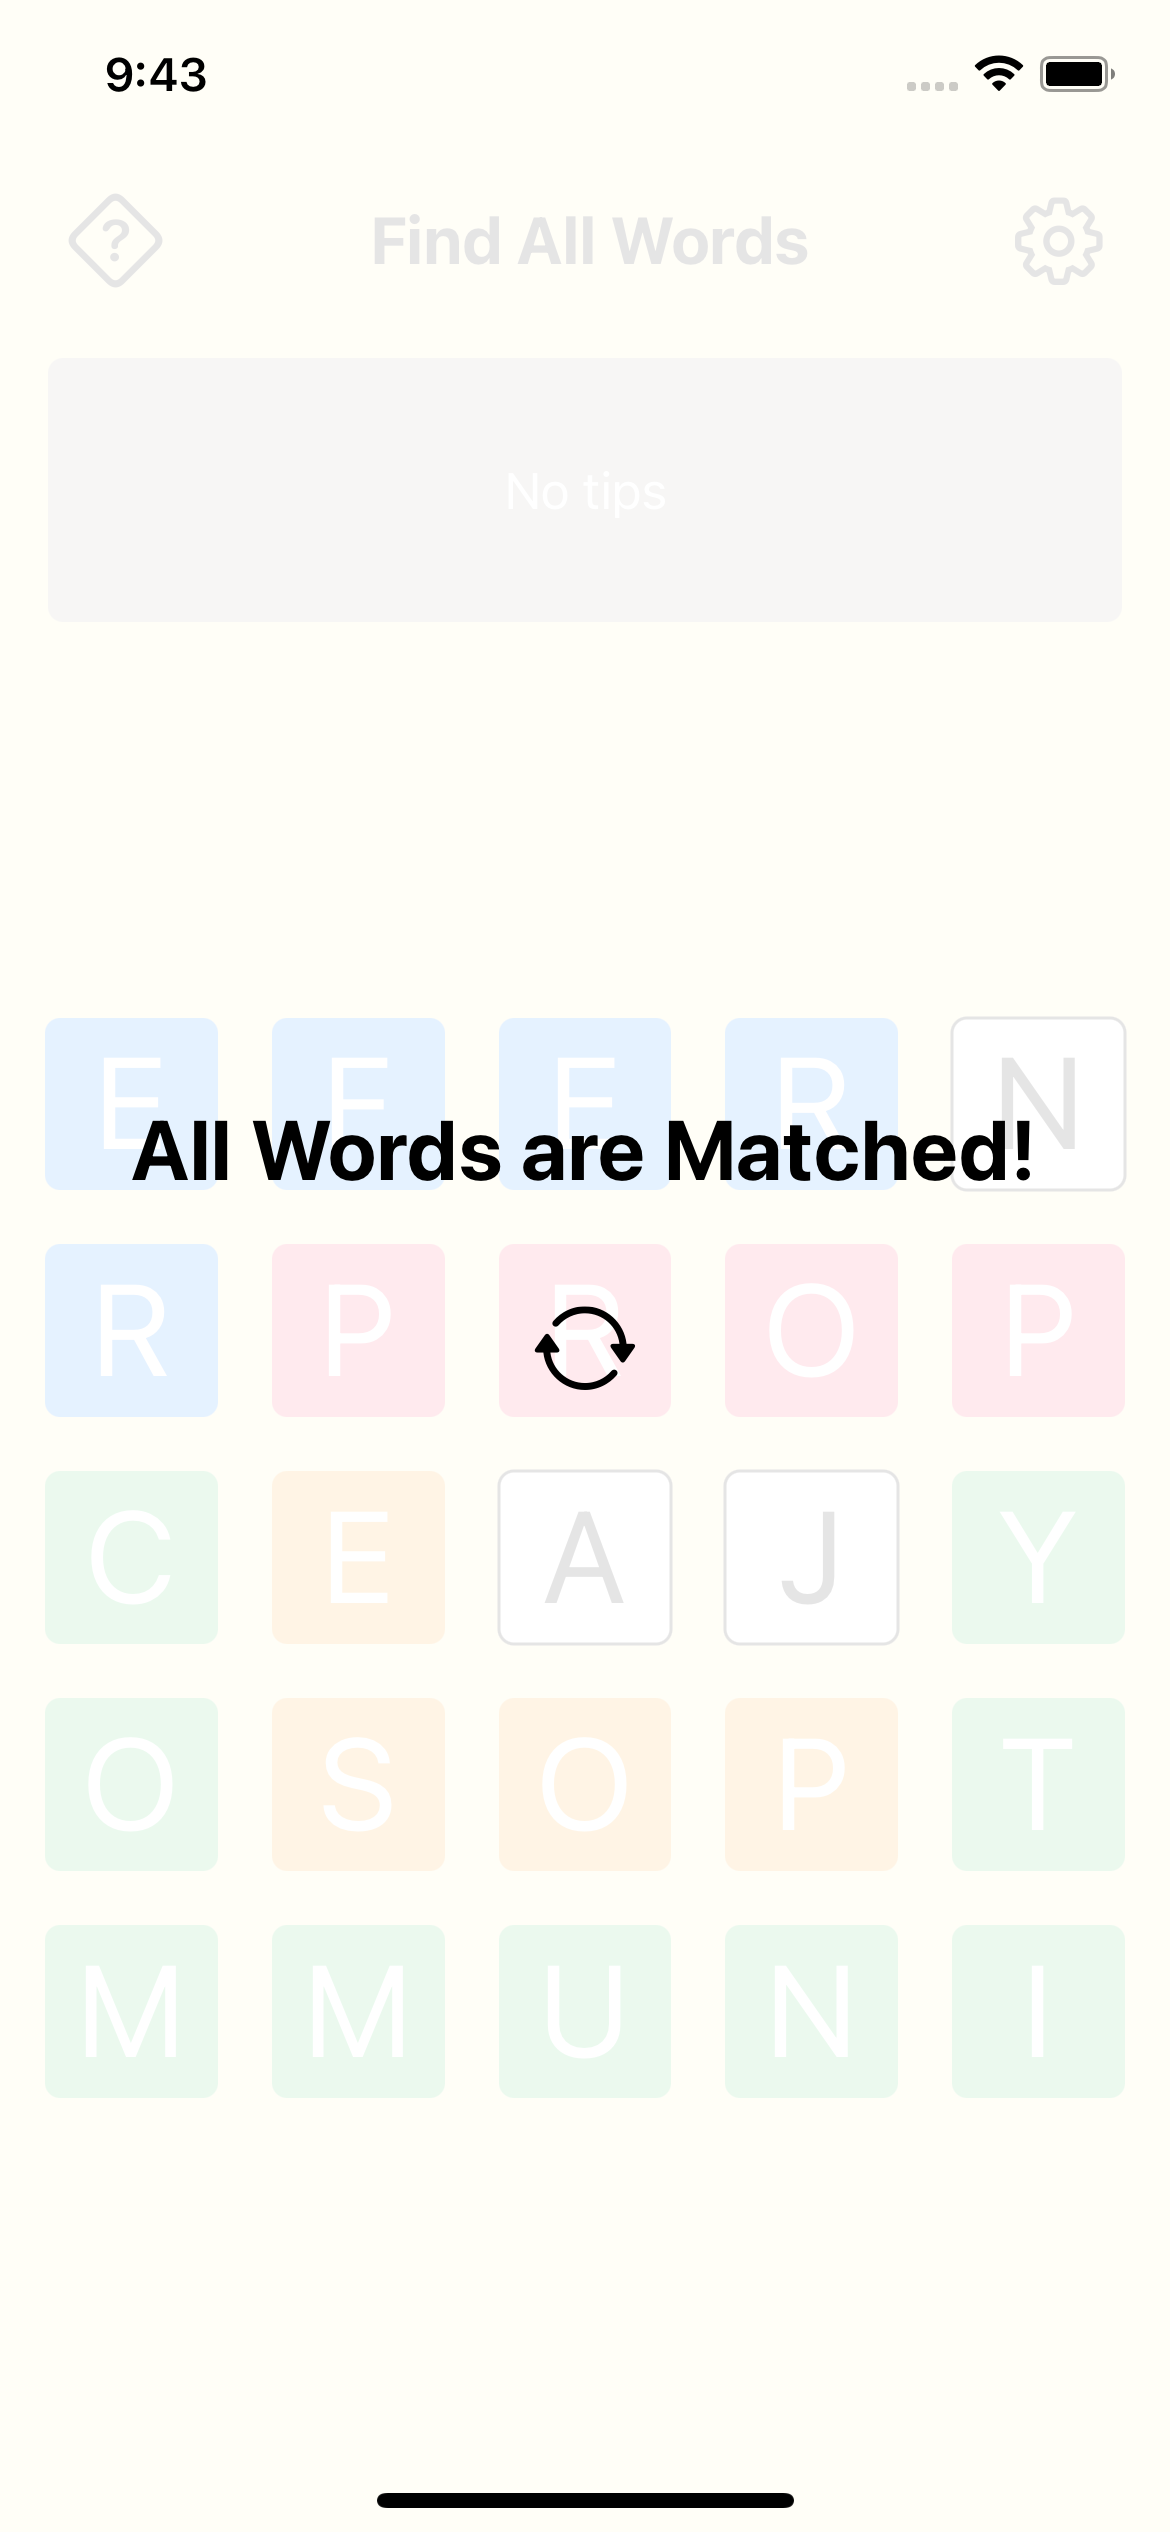 9:43
Find All Words
No tips
E F E R N
All Words are Matched!
R P R O P
C E A J Y
O S O P T
M M U N I